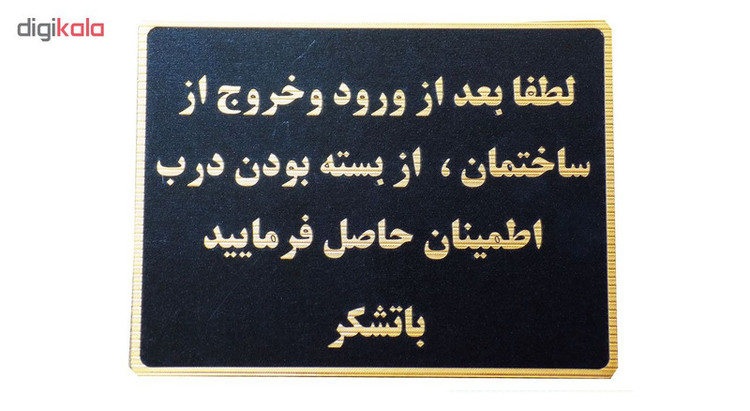 digikala
لطفا بعد از ورود وخروج از
ساختمان ، از بسته بودن درب
اطمینان حاصل فرمایید
باتشکر